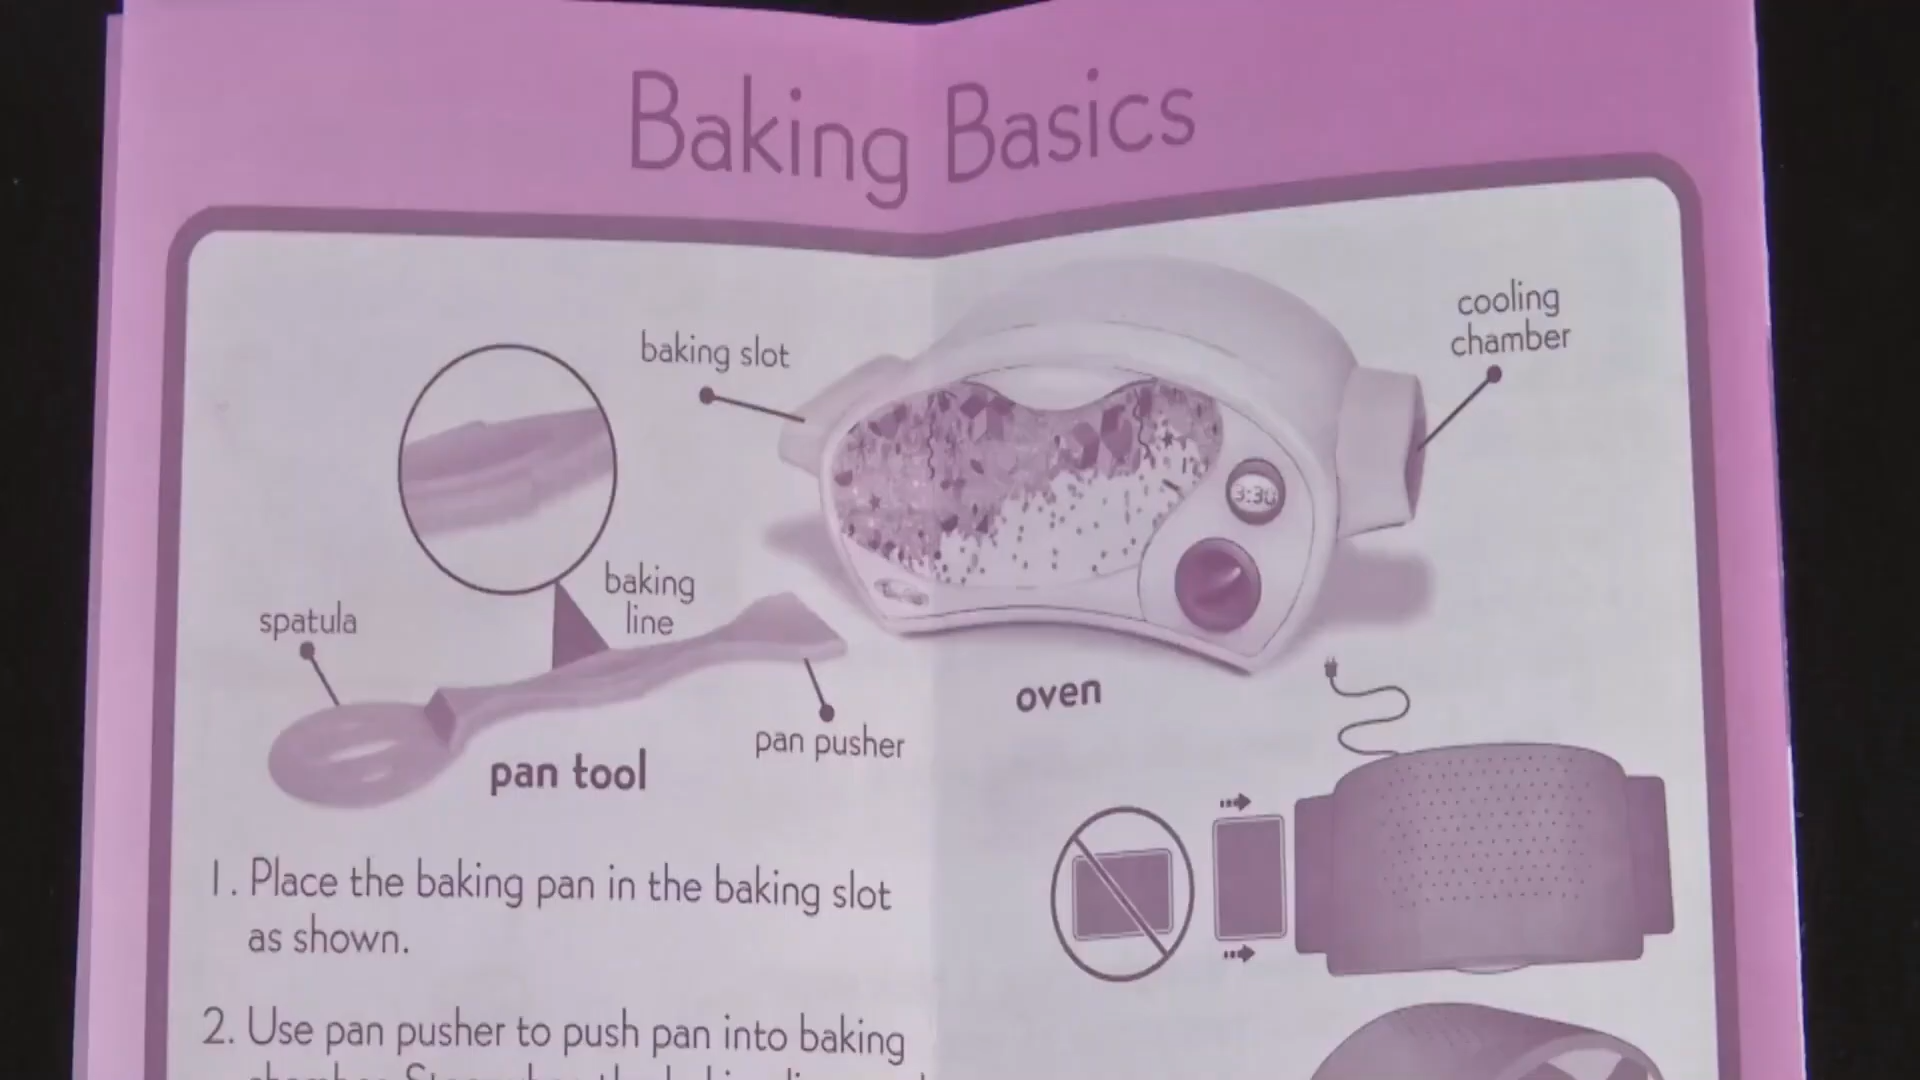 Baking Basics
baking slot
cooling
chamber
baking
line
spatula
pan pusher
pan tool
oven
3:30
1. Place the baking pan in the baking slot
as shown.
2. Use pan pusher to push pan into baking